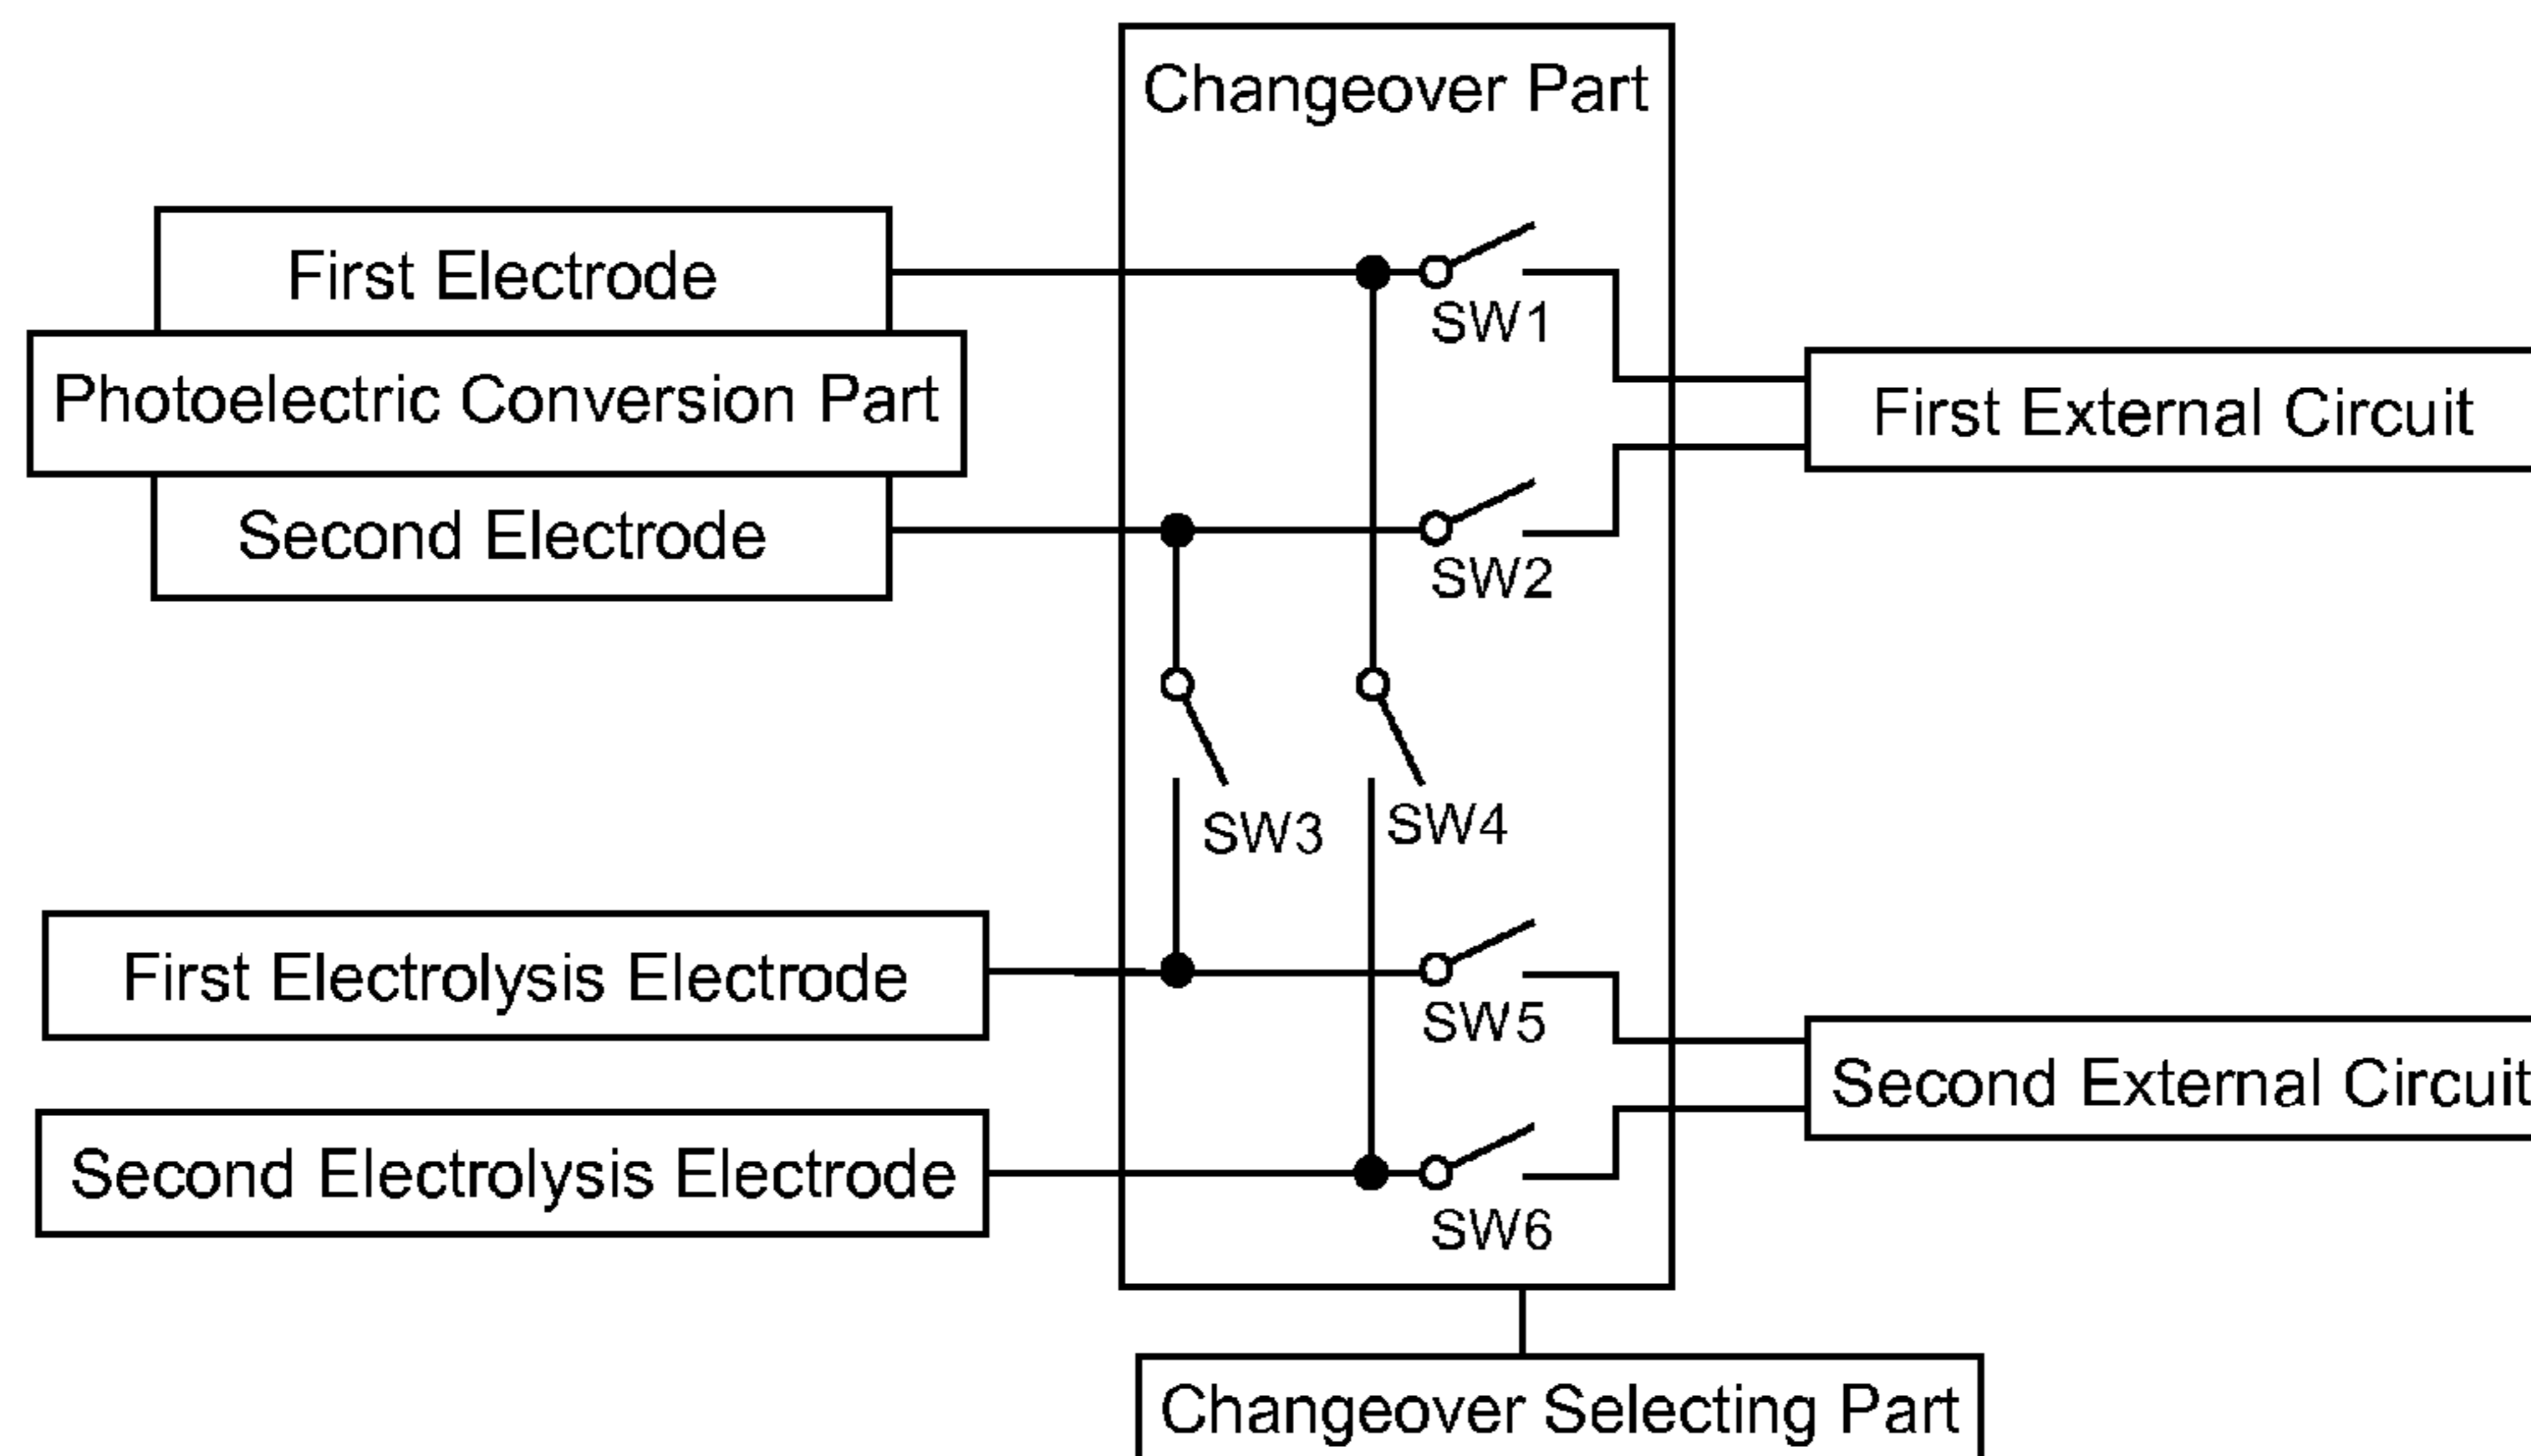 Changeover Part
First Electrode
SW1
Photoelectric Conversion Part
First External Circuit
Second Electrode
SW2
SW3
SW4
First Electrolysis Electrode
SW5
Second External Circuit
Second Electrolysis Electrode
SW6
Changeover Selecting Part